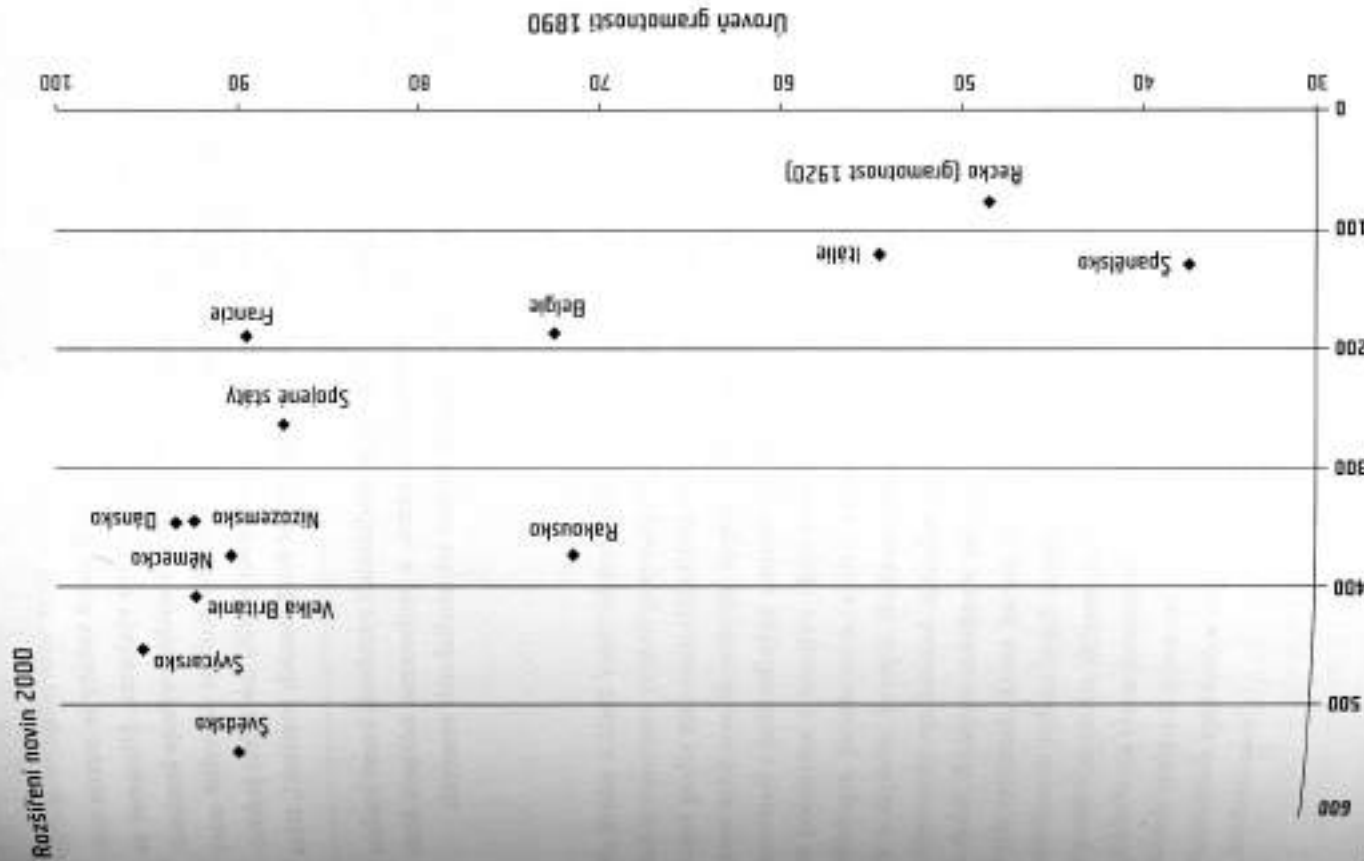 Rozšíření novin 2000
600
500
400
300
200
100
0
Švédsko
Švýcarsko
Velká Británie
Německo
Rakousko
Nizozemsko
Dánsko
Spojené státy
Francie
Belgie
Španělsko
Itálie
Řecko (gramotnost 1920)
30 40 50 60 70 80 90 100
Úroveň gramotnosti 1890